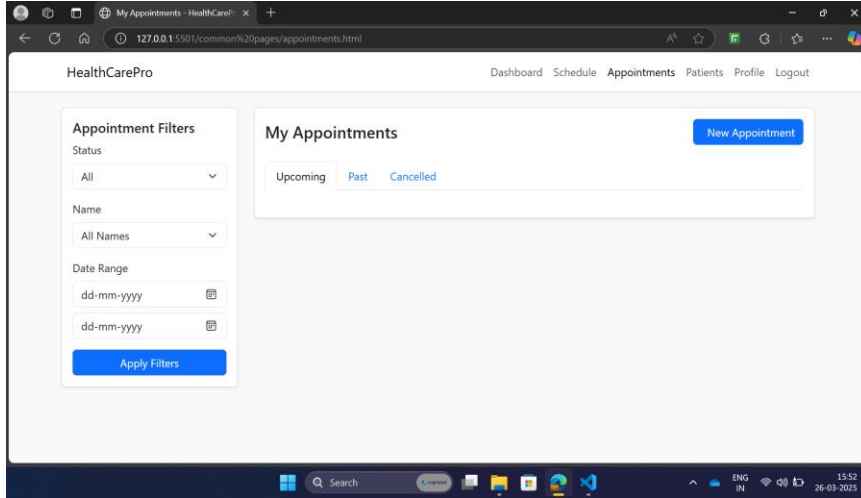 My Appointments - HealthCareP
127.0.0.1:5501/common%20pages/appointments.html
HealthCarePro
Dashboard Schedule Appointments Patients Profile Logout
Appointment Filters
Status
All
Name
All Names
Date Range
dd-mm-yyyy
dd-mm-yyyy
Apply Filters
My Appointments
New Appointment
Upcoming Past Cancelled
Search
ENG
IN
15:52
26-03-2025